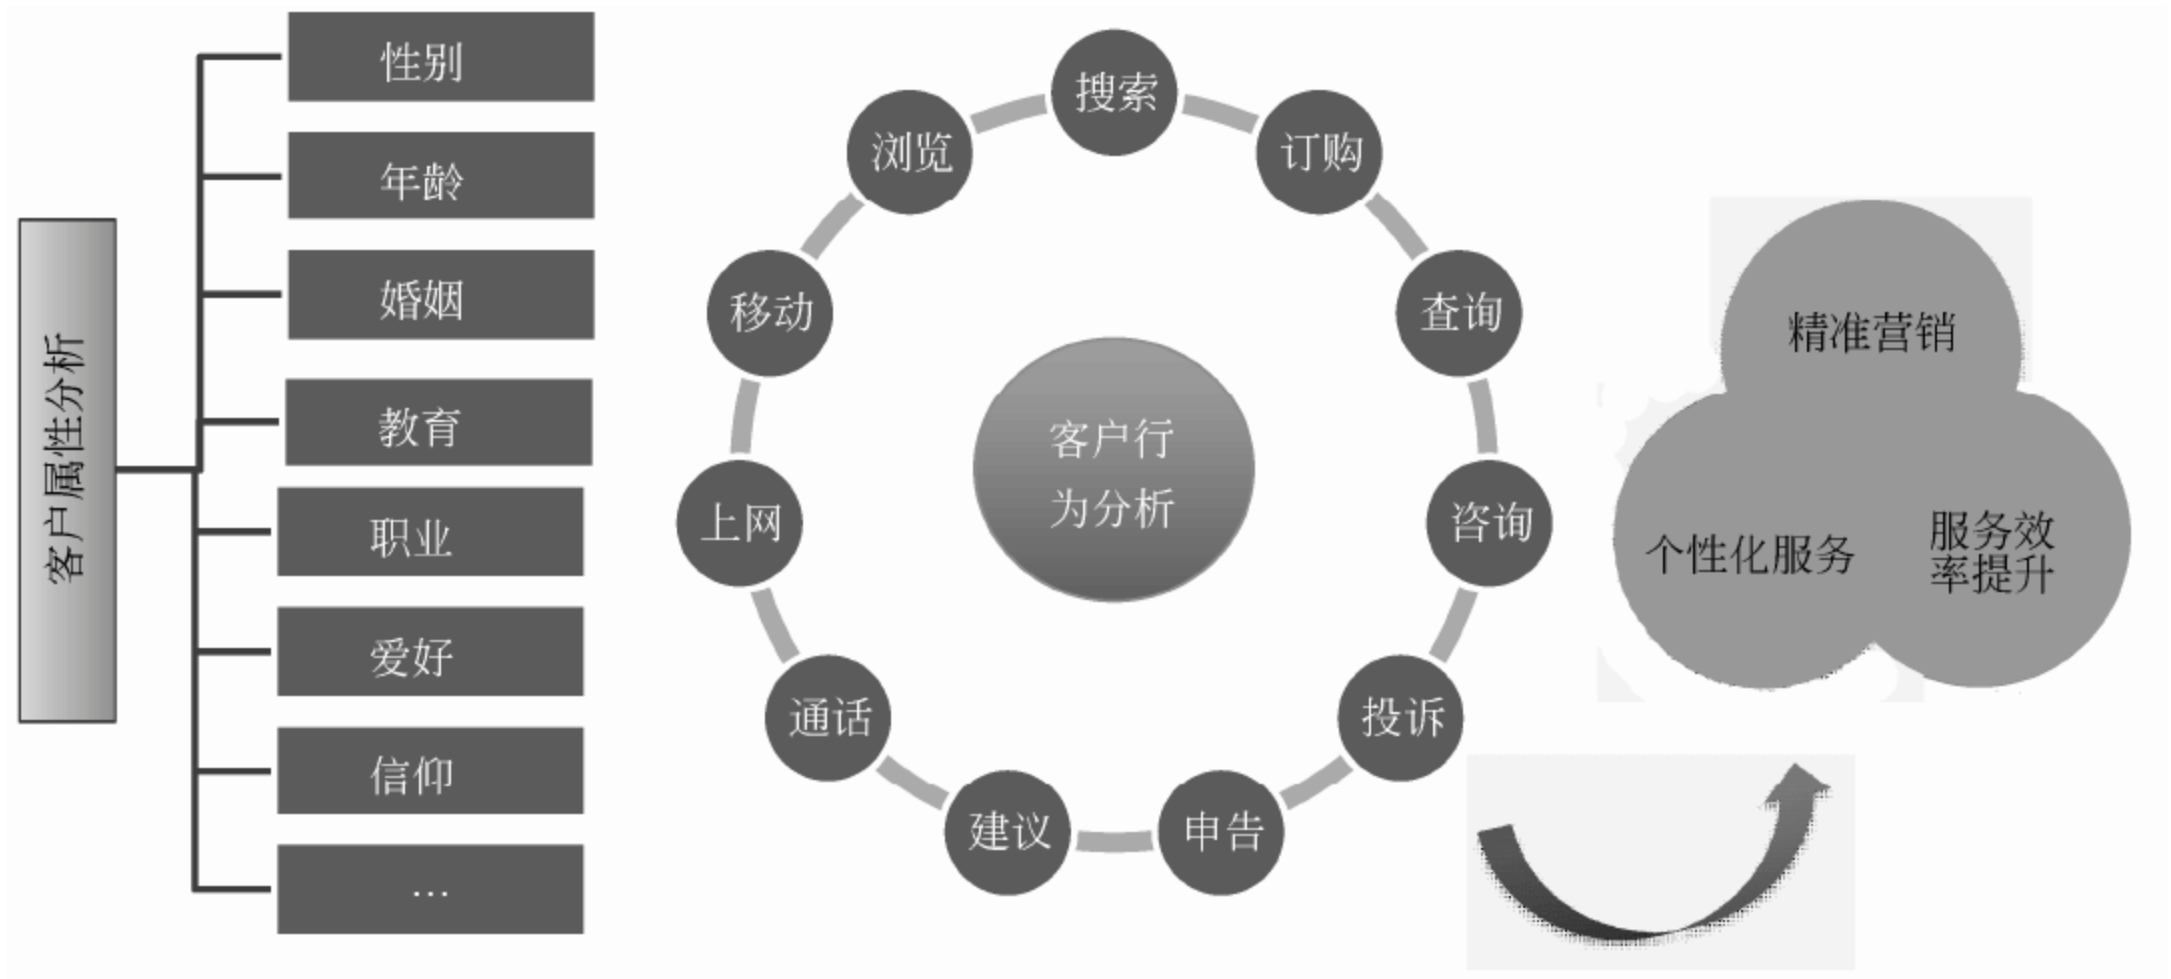 客户属性分析
性别
年龄
婚姻
教育
职业
爱好
信仰
…
搜索
订购
查询
咨询
投诉
申告
建议
通话
上网
移动
浏览
客户行
为分析
精准营销
个性化服务
服务效
率提升